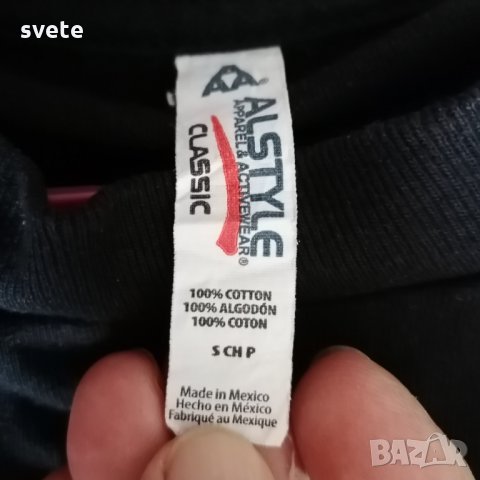 svete
ALSTYLE
APPAREL & ACTIVEWEAR®
CLASSIC
100% COTTON
100% ALGODÓN
100% COTON
S CH P
Made in Mexico
Hecho en México
Fabriqué au Mexique
BAZAR